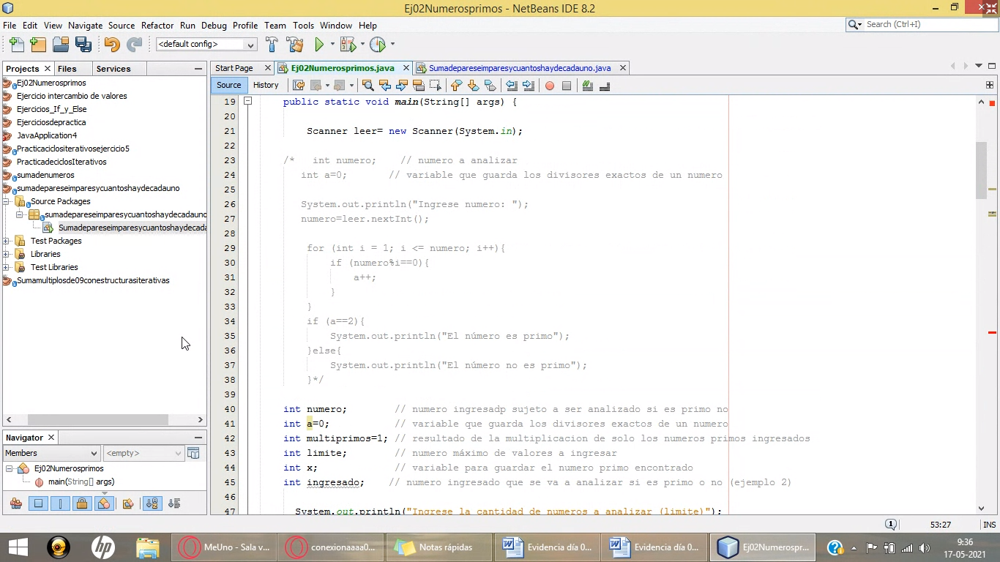 Ej02Numerosprimos - NetBeans IDE 8.2
File Edit View Navigate Source Refactor Run Debug Profile Team Tools Window Help
Search (Ctrl+I)
<default config>
Projects Files Services
Start Page Ej02Numerosprimos.java Sumadepareseimparesycuantoshaydecadauno.java
Source History
Ej02Numerosprimos
Ejercicio intercambio de valores
Ejercicios_If_y_Else
Ejerciciosdepractica
JavaApplication4
Practicaciclositerativosejercicio5
PracticadeciclosIterativos
sumadenumeros
sumadepareseimparesycuantoshaydecadauno
Source Packages
sumadepareseimparesycuantoshaydecadauno
Sumadepareseimparesycuantoshaydecada
Test Packages
Libraries
Test Libraries
Sumamultiplosde09conestructurasiterativas
Navigator
Members <empty>
Ej02Numerosprimos
main(String[] args)
19 public static void main(String[] args) {
20
21 Scanner leer= new Scanner(System.in);
22
23 /* int numero; // numero a analizar
24 int a=0; // variable que guarda los divisores exactos de un numero
25
26 System.out.println("Ingrese numero: ");
27 numero=leer.nextInt();
28
29 for (int i = 1; i <= numero; i++){
30 if (numero%i==0){
31 a++;
32 }
33 }
34 if (a==2){
35 System.out.println("El número es primo");
36 }else{
37 System.out.println("El número no es primo");
38 }*/
39
40 int numero; // numero ingresadp sujeto a ser analizado si es primo no
41 int a=0; // variable que guarda los divisores exactos de un numero
42 int multiprimos=1; // resultado de la multiplicacion de solo los numeros primos ingresados
43 int limite; // numero máximo de valores a ingresar
44 int x; // variable para guardar el numero primo encontrado
45 int ingresado; // numero ingresado que se va a analizar si es primo o no (ejemplo 2)
46
47 System.out.println("Ingrese la cantidad de numeros a analizar (limite)");
1 53:27 INS
hp MeUno - Sala v... conexionaaaa0... Notas rápidas Evidencia día 0... Evidencia día 0... Ej02Numerospr...
9:36
17-05-2021